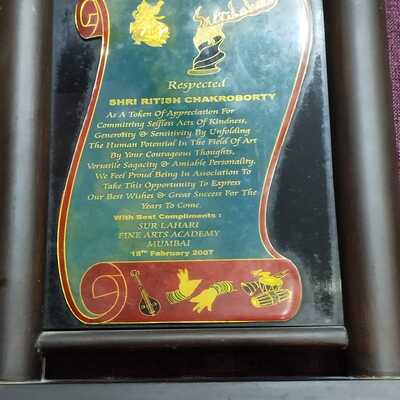 Respected
SHRI RITISH CHAKROBORTY
As A Token Of Appreciation For
Committing Selfless Acts Of Kindness,
Generosity & Sensitivity By Unfolding
The Human Potential In The Field Of Art
By Your Courageous Thoughts,
Versatile Sagacity & Amiable Personality.
We Feel Proud Being In Association To
Take This Opportunity To Express
Our Best Wishes & Great Success For The
Years To Come.
With Best Compliments :
SUR LAHARI
FINE ARTS ACADEMY
MUMBAI
18TH February 2007